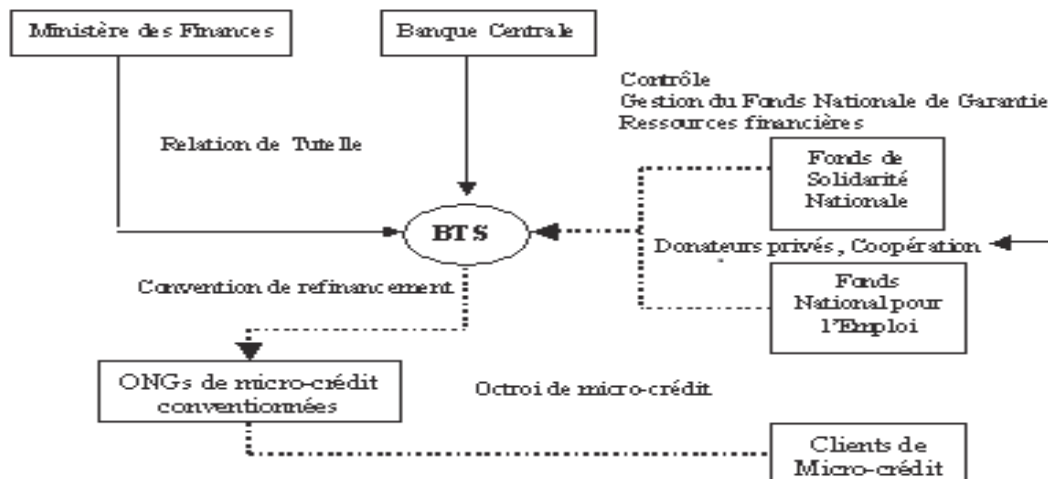 Ministère des Finances
Banque Centrale
Contrôle
Gestion du Fonds Nationale de Garantie
Ressources financières
Relation de Tutelle
Fonds de
Solidarité
Nationale
BTS
Donateurs privés, Coopération
Convention de refinancement
Fonds
National pour
l'Emploi
ONGs de micro-crédit
conventionnées
Octroi de micro-crédit
Clients de
Micro-crédit